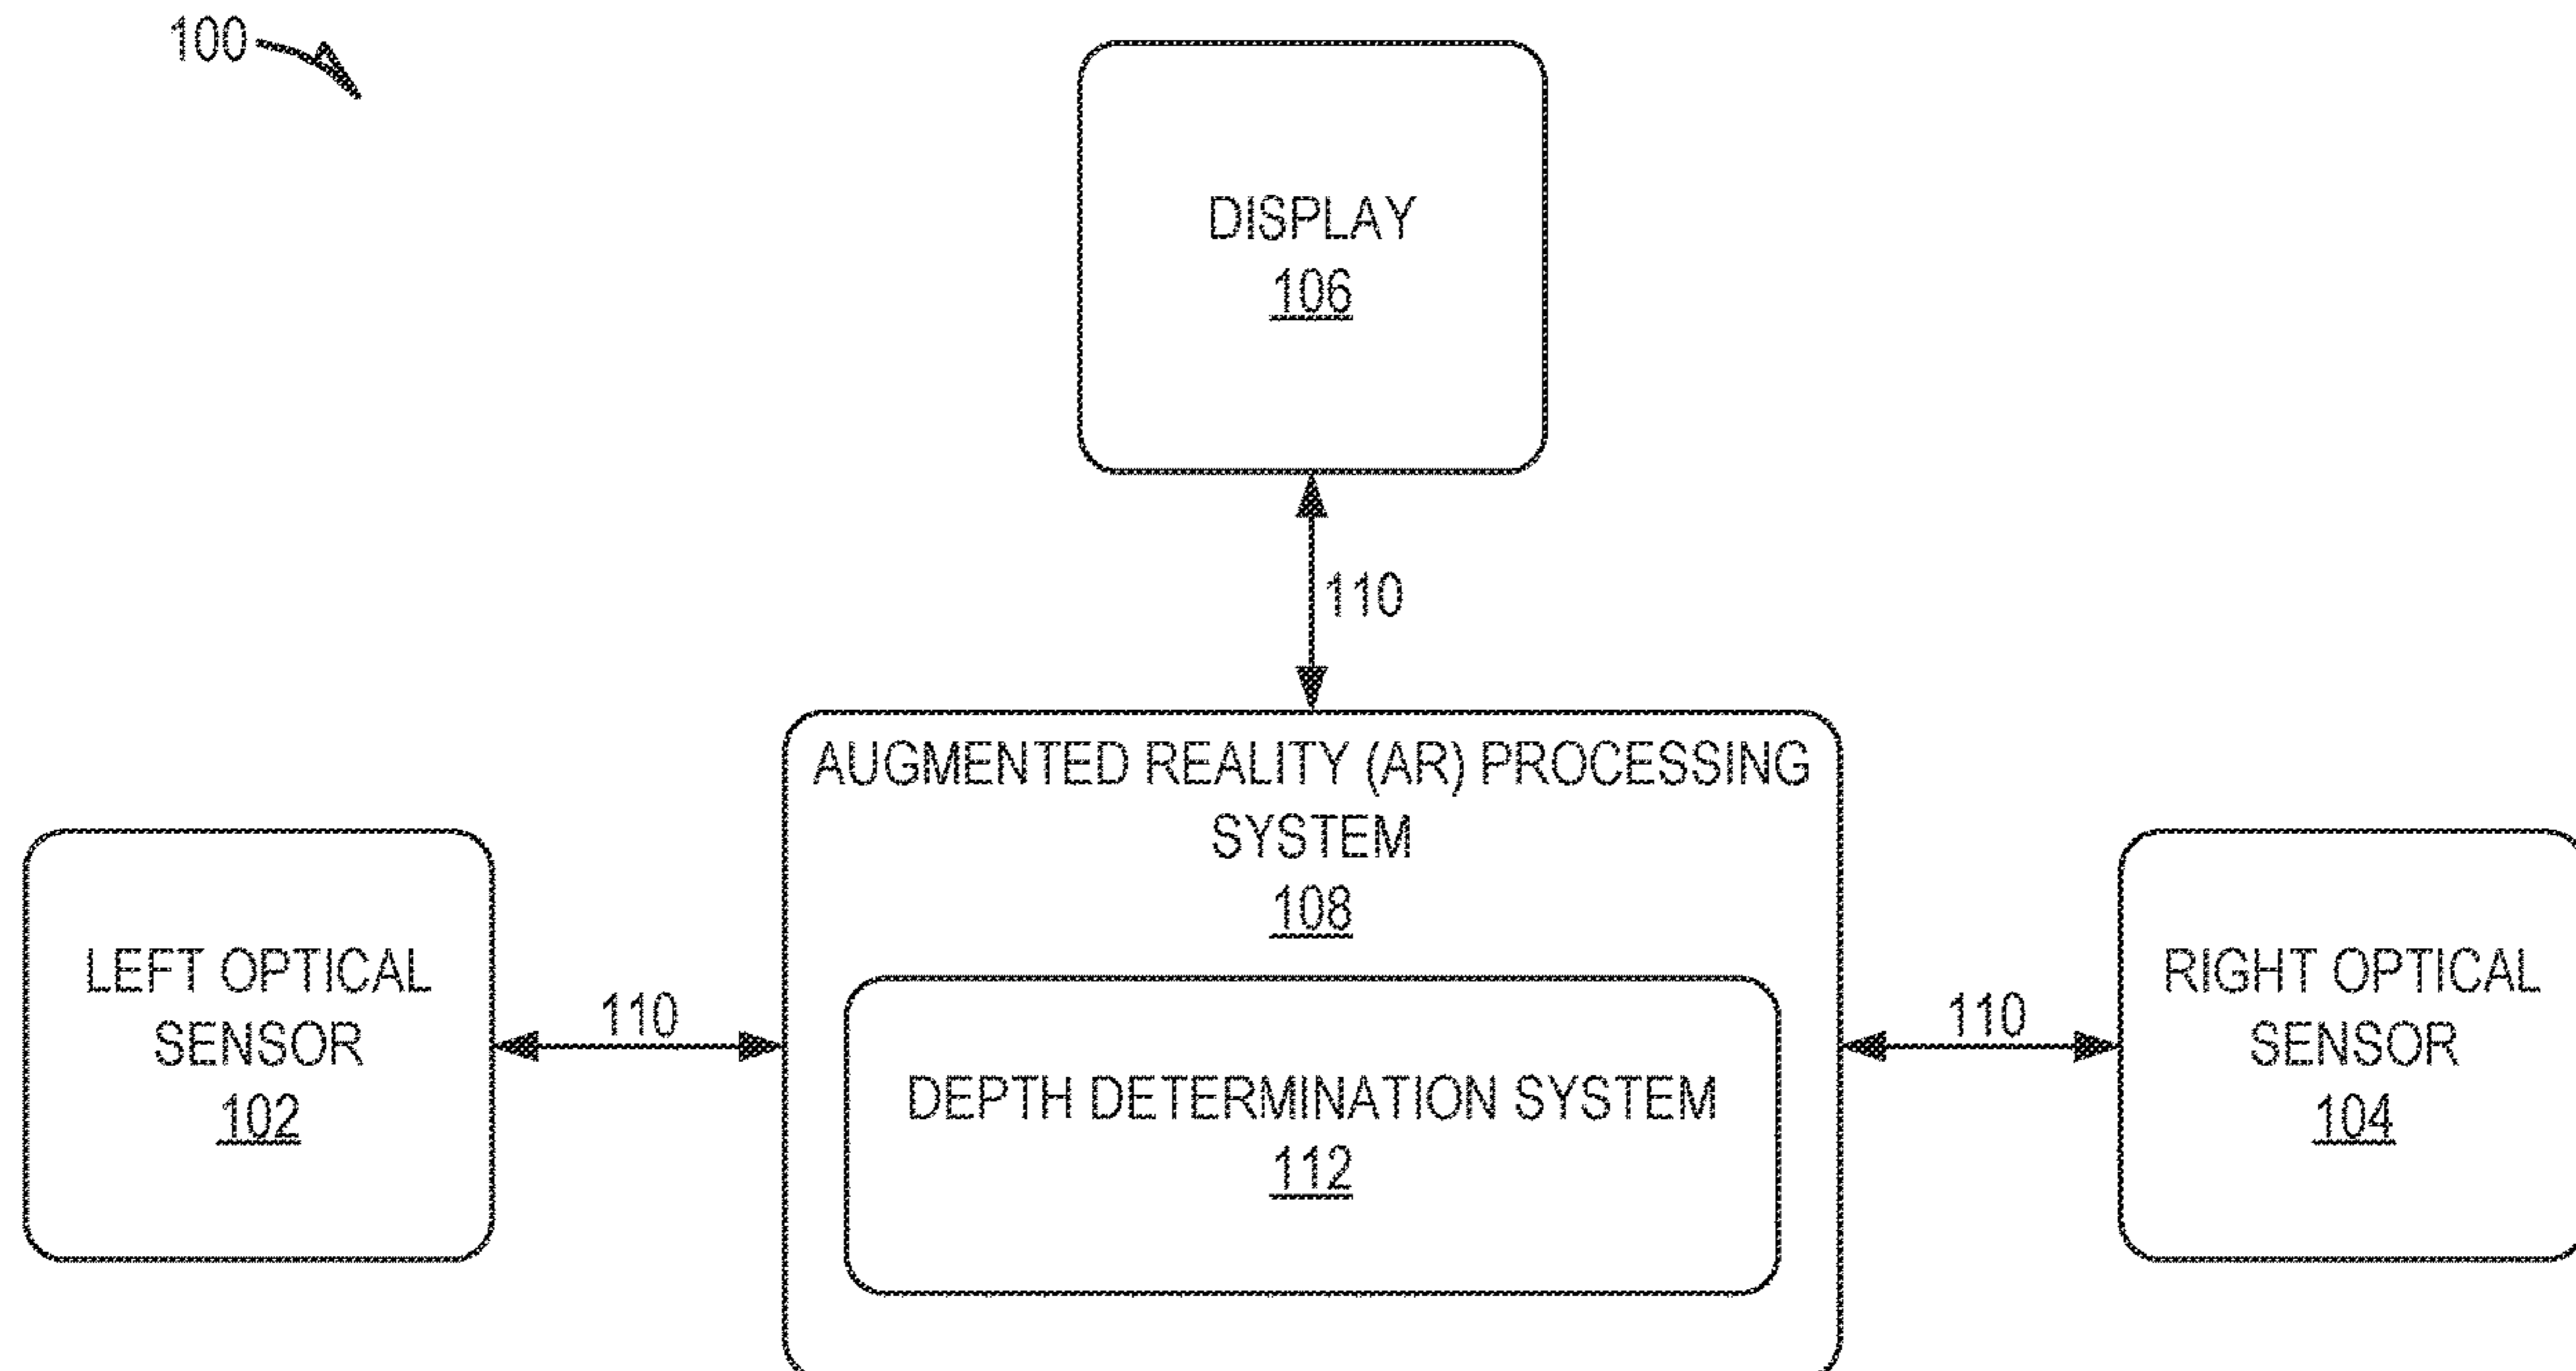 100
DISPLAY
106
110
AUGMENTED REALITY (AR) PROCESSING
SYSTEM
108
LEFT OPTICAL
SENSOR
102
110
DEPTH DETERMINATION SYSTEM
112
110
RIGHT OPTICAL
SENSOR
104